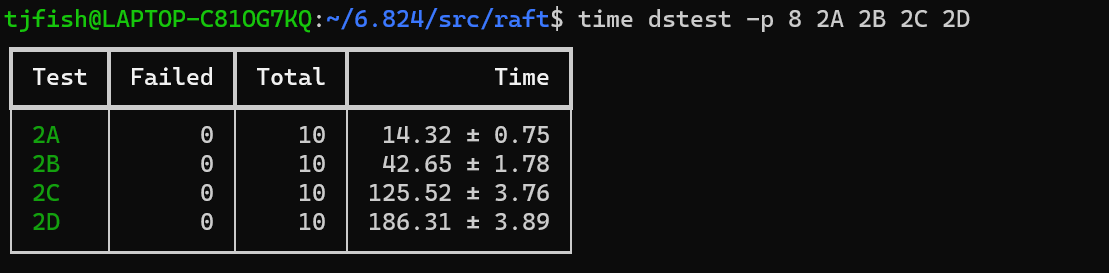 tjfish@LAPTOP-C81OG7KQ:~/6.824/src/raft$ time dstest -p 8 2A 2B 2C 2D
Test Failed Total Time
2A 0 10 14.32 ± 0.75
2B 0 10 42.65 ± 1.78
2C 0 10 125.52 ± 3.76
2D 0 10 186.31 ± 3.89